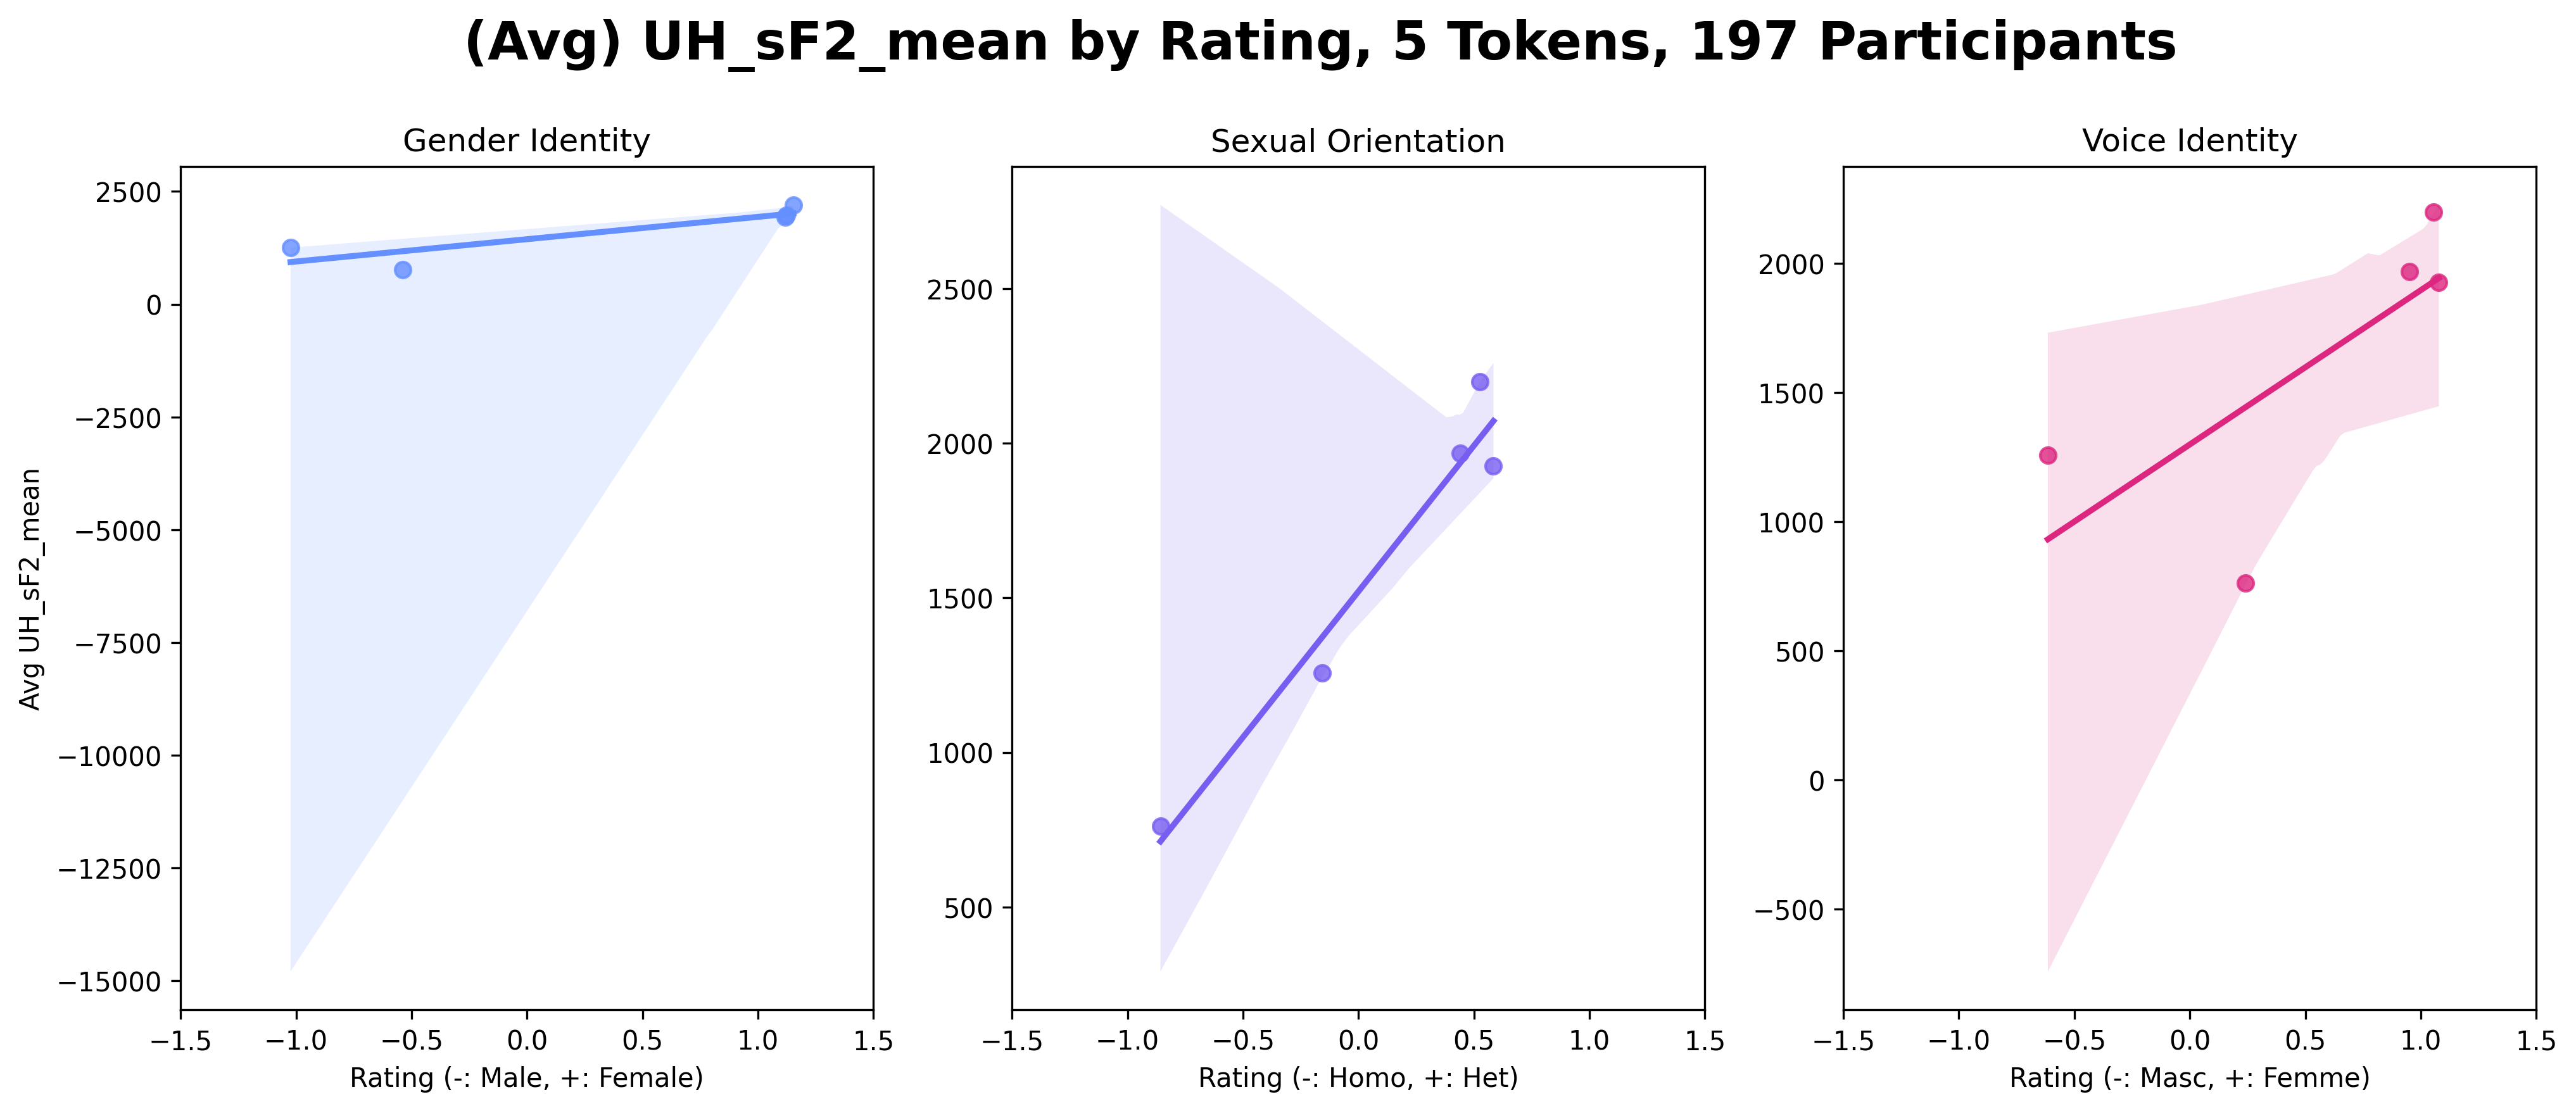 (Avg) UH_sF2_mean by Rating, 5 Tokens, 197 Participants
Gender Identity
Avg UH_sF2_mean
2500
0
−2500
−5000
−7500
−10000
−12500
−15000
−1.5 −1.0 −0.5 0.0 0.5 1.0 1.5
Rating (-: Male, +: Female)
Sexual Orientation
2500
2000
1500
1000
500
−1.5 −1.0 −0.5 0.0 0.5 1.0 1.5
Rating (-: Homo, +: Het)
Voice Identity
2000
1500
1000
500
0
−500
−1.5 −1.0 −0.5 0.0 0.5 1.0 1.5
Rating (-: Masc, +: Femme)